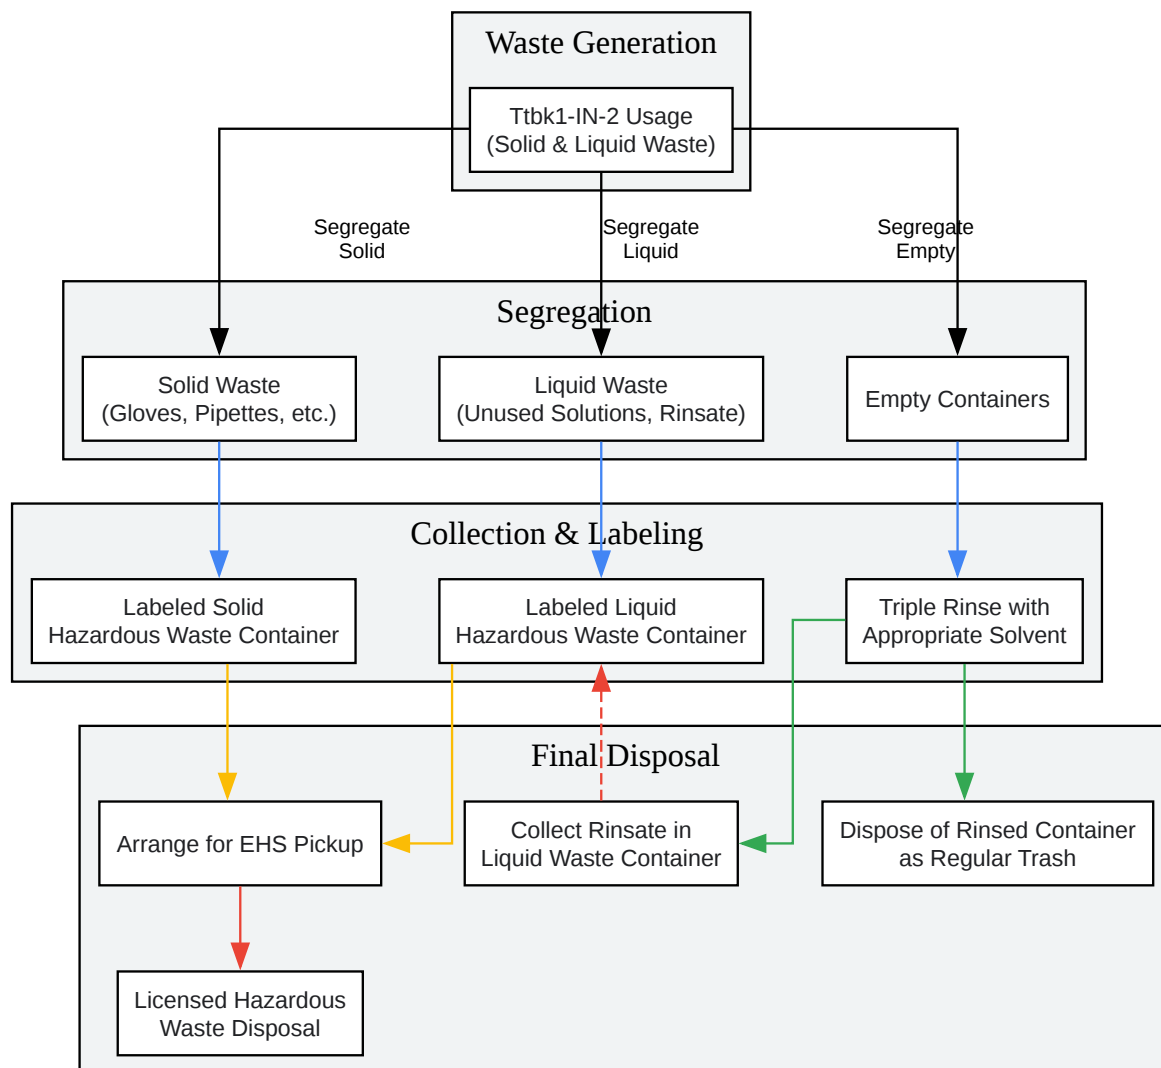 Waste Generation
Ttbk1-IN-2 Usage
(Solid & Liquid Waste)
Segregate
Solid
Segregate
Liquid
Segregate
Empty
Segregation
Solid Waste
(Gloves, Pipettes, etc.)
Liquid Waste
(Unused Solutions, Rinsate)
Empty Containers
Collection & Labeling
Labeled Solid
Hazardous Waste Container
Labeled Liquid
Hazardous Waste Container
Triple Rinse with
Appropriate Solvent
Final Disposal
Arrange for EHS Pickup
Collect Rinsate in
Liquid Waste Container
Dispose of Rinsed Container
as Regular Trash
Licensed Hazardous
Waste Disposal